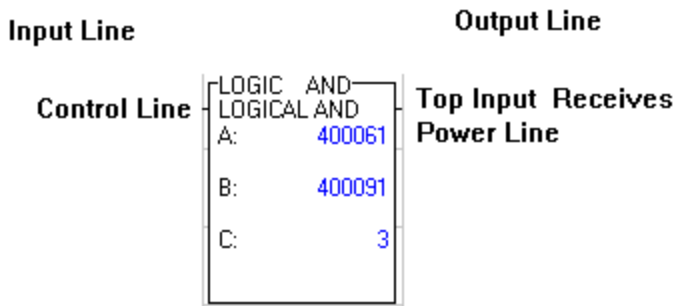 Input Line
Output Line
Control Line
LOGIC AND
LOGICAL AND
A: 400061
B: 400091
C: 3
Top Input Receives
Power Line